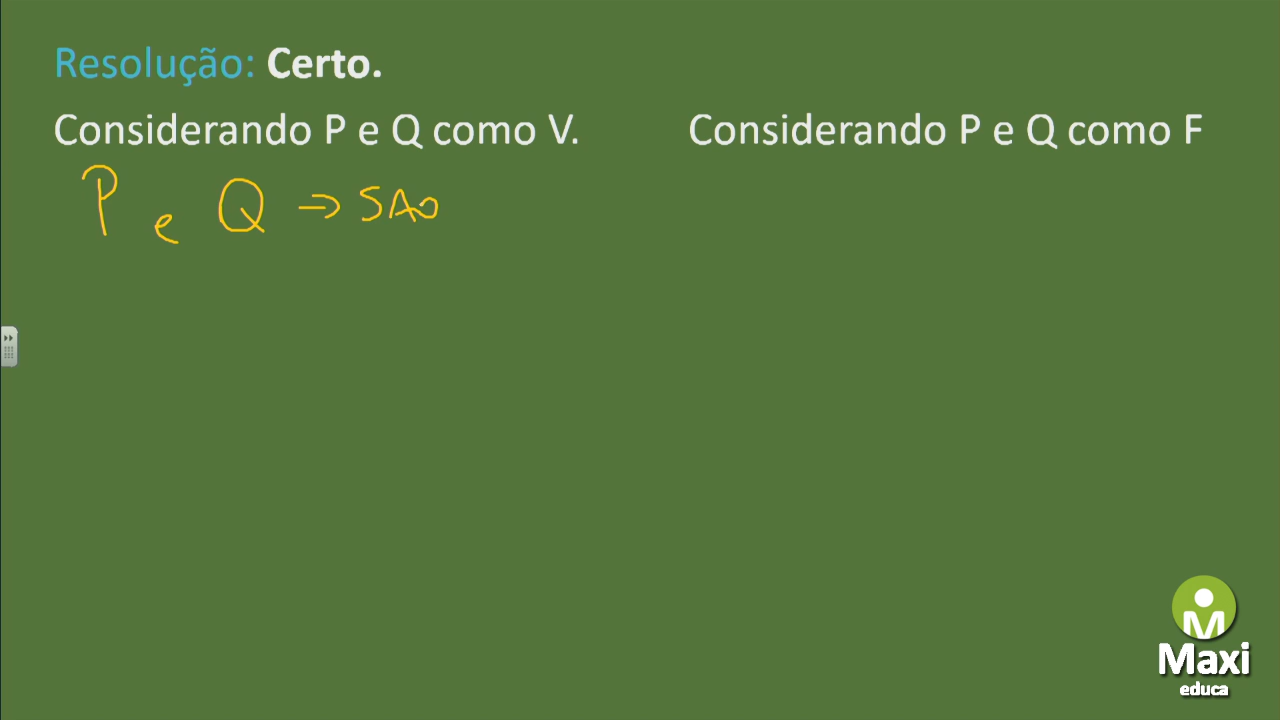 Resolução: Certo.
Considerando P e Q como V.
Considerando P e Q como F
P e Q → SAO
Maxi
educa